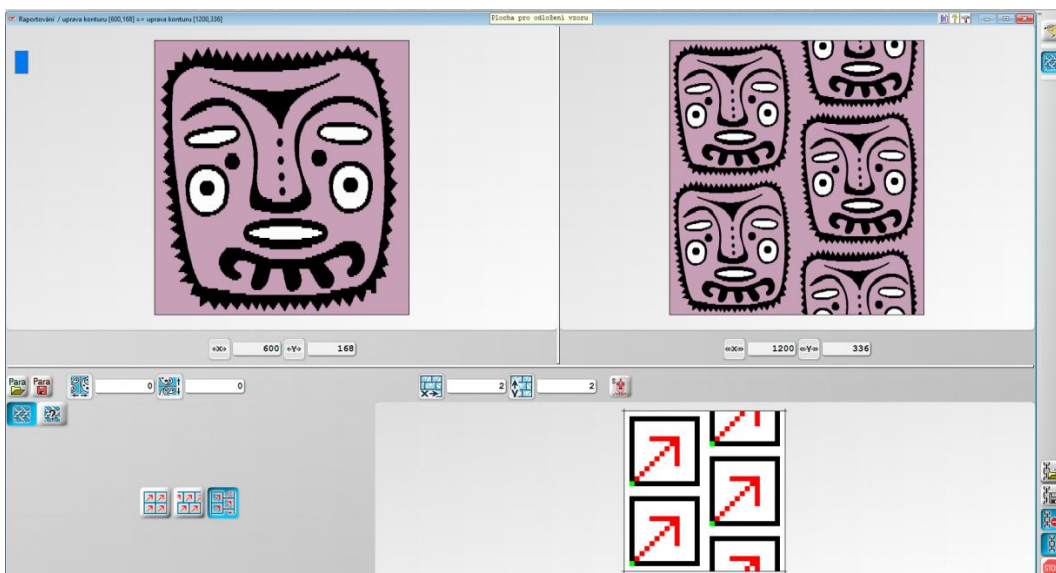 Raportování / uprava konturu [600,168] => uprava konturu [1200,336]
Plocha pro odložení vzoru
«X» 600 «Y» 168
«X» 1200 «Y» 336
Para Para 0 0 X→ 2 Y 2 S
STOP